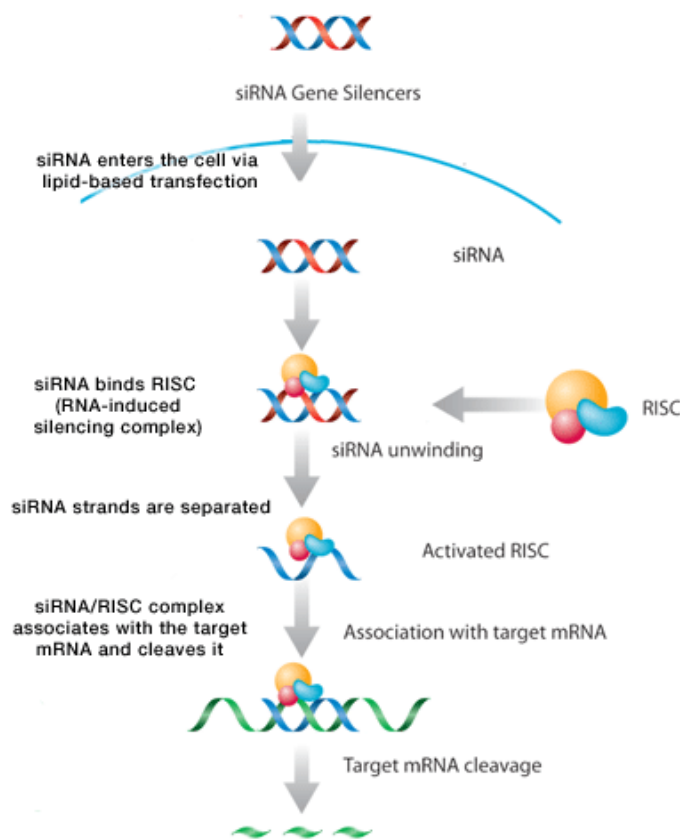 siRNA Gene Silencers
siRNA enters the cell via
lipid-based transfection
siRNA
siRNA binds RISC
(RNA-induced
silencing complex)
RISC
siRNA unwinding
siRNA strands are separated
Activated RISC
siRNA/RISC complex
associates with the target
mRNA and cleaves it
Association with target mRNA
Target mRNA cleavage